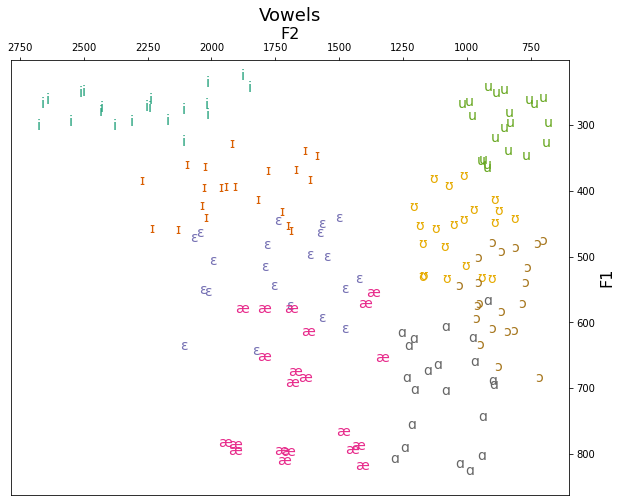 Vowels
F2
2750 2500 2250 2000 1750 1500 1250 1000 750
300
400
500
600
700
800
F1
i i i i i i i i i i i i i i i i i i i i i
ɪ ɪ ɪ ɪ ɪ ɪ ɪ ɪ ɪ ɪ ɪ ɪ ɪ ɪ ɪ ɪ ɪ ɪ ɪ ɪ ɪ
ɛ ɛ ɛ ɛ ɛ ɛ ɛ ɛ ɛ ɛ ɛ ɛ ɛ ɛ ɛ ɛ ɛ ɛ ɛ ɛ ɛ
æ æ æ æ æ æ æ æ æ æ æ æ æ æ æ æ æ æ æ æ æ
u u u u u u u u u u u u u u u u u u u u u
ʊ ʊ ʊ ʊ ʊ ʊ ʊ ʊ ʊ ʊ ʊ ʊ ʊ ʊ ʊ ʊ ʊ ʊ ʊ ʊ ʊ
ɔ ɔ ɔ ɔ ɔ ɔ ɔ ɔ ɔ ɔ ɔ ɔ ɔ ɔ ɔ ɔ ɔ ɔ ɔ ɔ ɔ
ɑ ɑ ɑ ɑ ɑ ɑ ɑ ɑ ɑ ɑ ɑ ɑ ɑ ɑ ɑ ɑ ɑ ɑ ɑ ɑ ɑ